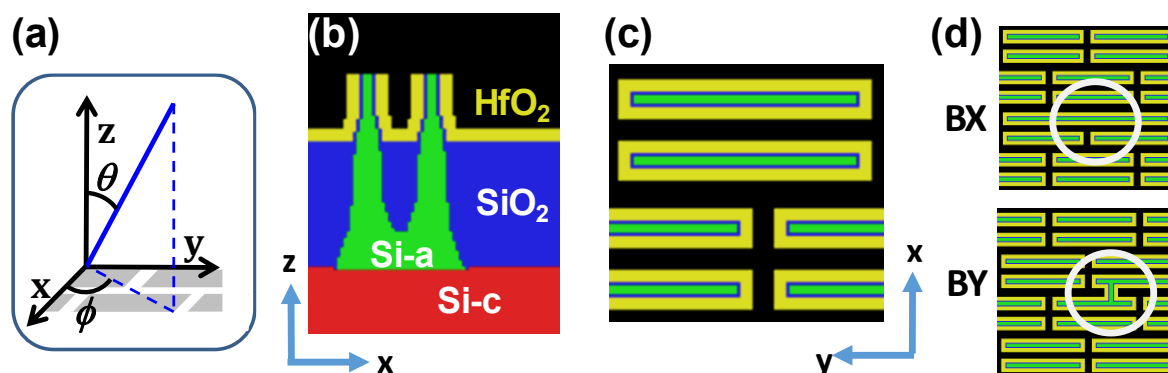 (a)
z
θ
y
x
ϕ
(b)
HfO₂
SiO₂
Si-a
Si-c
z
x
(c)
x
y
(d)
BX
BY